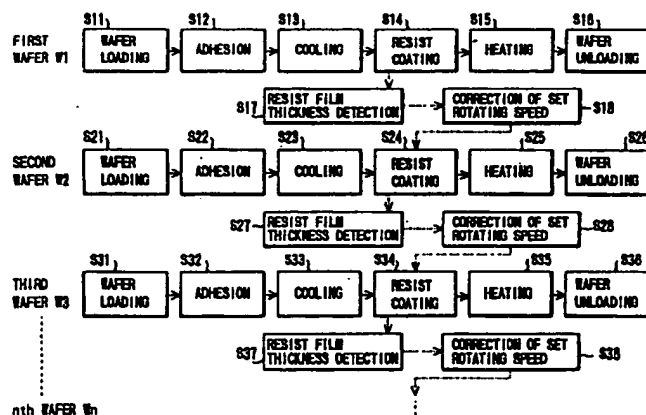 S11 S12 S13 S14 S15 S16
FIRST
WAFER W1
WAFER
LOADING
ADHESION
COOLING
RESIST
COATING
HEATING
WAFER
UNLOADING
S17
RESIST FILM
THICKNESS DETECTION
CORRECTION OF SET
ROTATING SPEED
S18
S21 S22 S23 S24 S25 S26
SECOND
WAFER W2
WAFER
LOADING
ADHESION
COOLING
RESIST
COATING
HEATING
WAFER
UNLOADING
S27
RESIST FILM
THICKNESS DETECTION
CORRECTION OF SET
ROTATING SPEED
S28
S31 S32 S33 S34 S35 S36
THIRD
WAFER W3
WAFER
LOADING
ADHESION
COOLING
RESIST
COATING
HEATING
WAFER
UNLOADING
S37
RESIST FILM
THICKNESS DETECTION
CORRECTION OF SET
ROTATING SPEED
S38
nth WAFER Wn